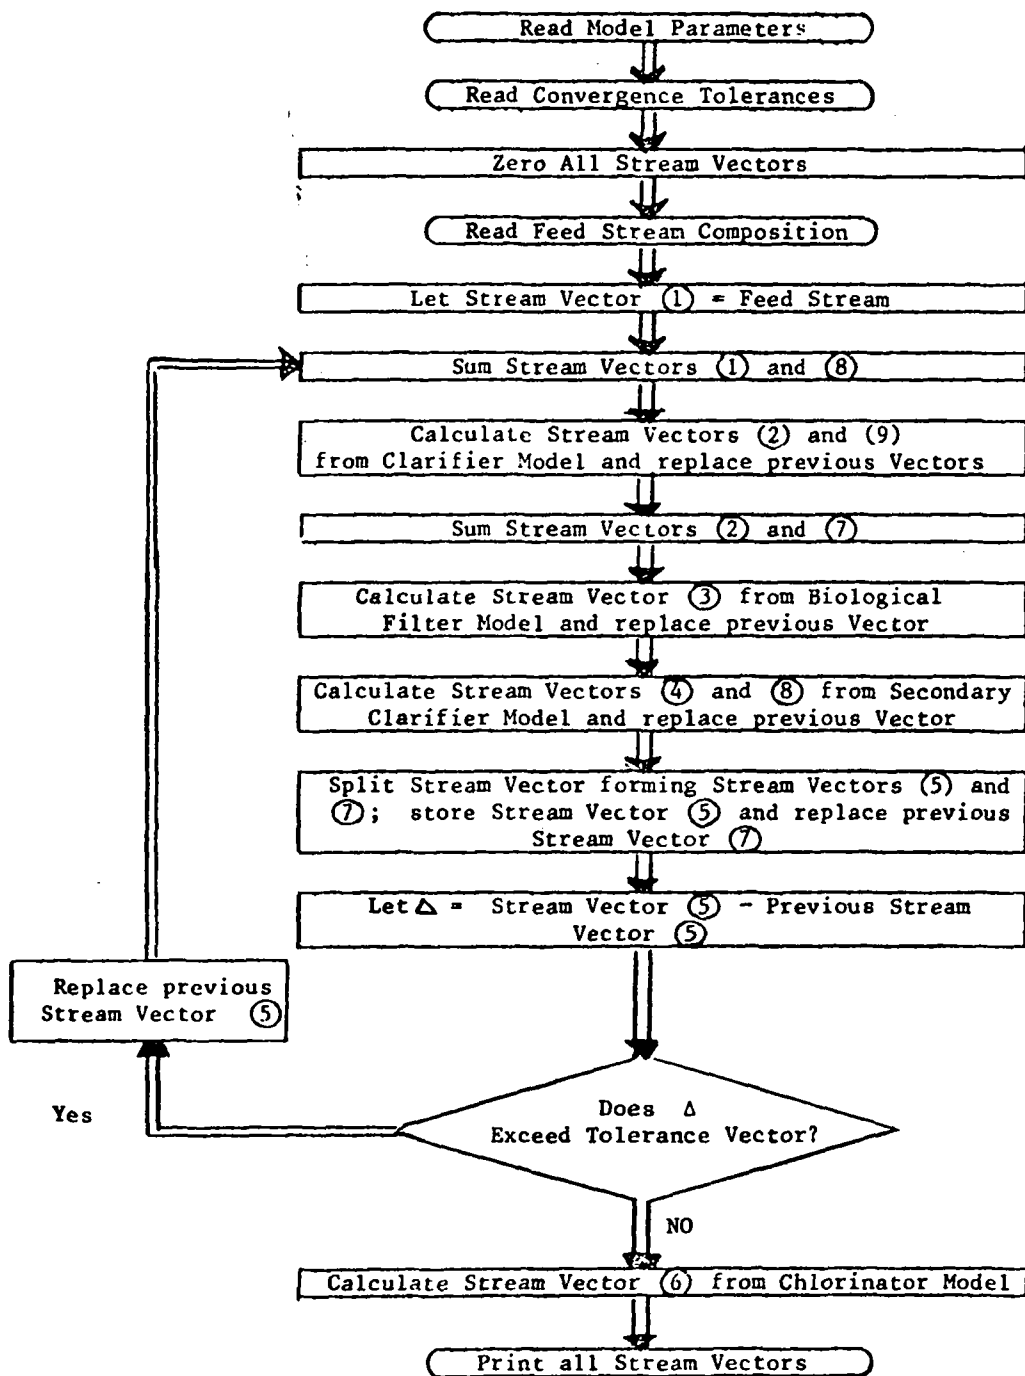 Read Model Parameters
Read Convergence Tolerances
Zero All Stream Vectors
Read Feed Stream Composition
Let Stream Vector ① = Feed Stream
Sum Stream Vectors ① and ⑧
Calculate Stream Vectors (2) and (9)
from Clarifier Model and replace previous Vectors
Sum Stream Vectors ② and ⑦
Calculate Stream Vector ③ from Biological
Filter Model and replace previous Vector
Calculate Stream Vectors ④ and ⑧ from Secondary
Clarifier Model and replace previous Vector
Split Stream Vector forming Stream Vectors ⑤ and
⑦; store Stream Vector ⑤ and replace previous
Stream Vector ⑦
Let Δ = Stream Vector ⑤ - Previous Stream
Vector ⑤
Replace previous
Stream Vector ⑤
Yes
Does Δ
Exceed Tolerance Vector?
NO
Calculate Stream Vector ⑥ from Chlorinator Model
Print all Stream Vectors